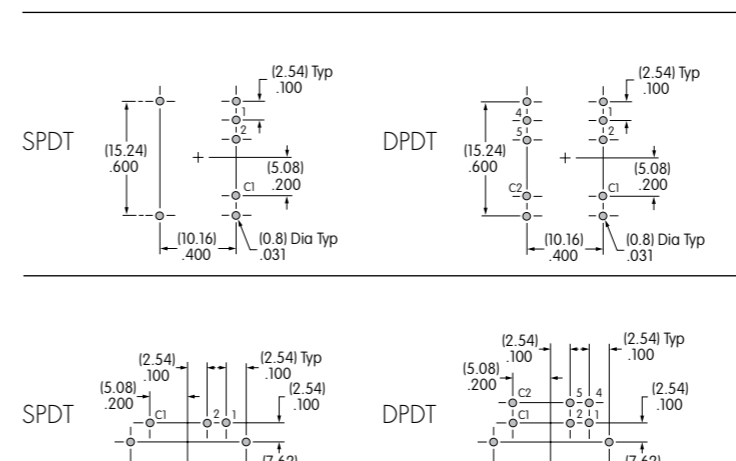 SPDT
(15.24)
.600
(2.54) Typ
.100
1
2
(5.08)
.200
C1
(10.16)
.400
(0.8) Dia Typ
.031
DPDT
(15.24)
.600
4
5
C2
(2.54) Typ
.100
1
2
(5.08)
.200
C1
(10.16)
.400
(0.8) Dia Typ
.031
SPDT
(2.54)
.100
(2.54) Typ
.100
(5.08)
.200
(2.54)
.100
C1
2
1
(7.62)
DPDT
(2.54)
.100
(2.54) Typ
.100
(5.08)
.200
(2.54)
.100
C2
5
4
C1
2
1
(7.62)